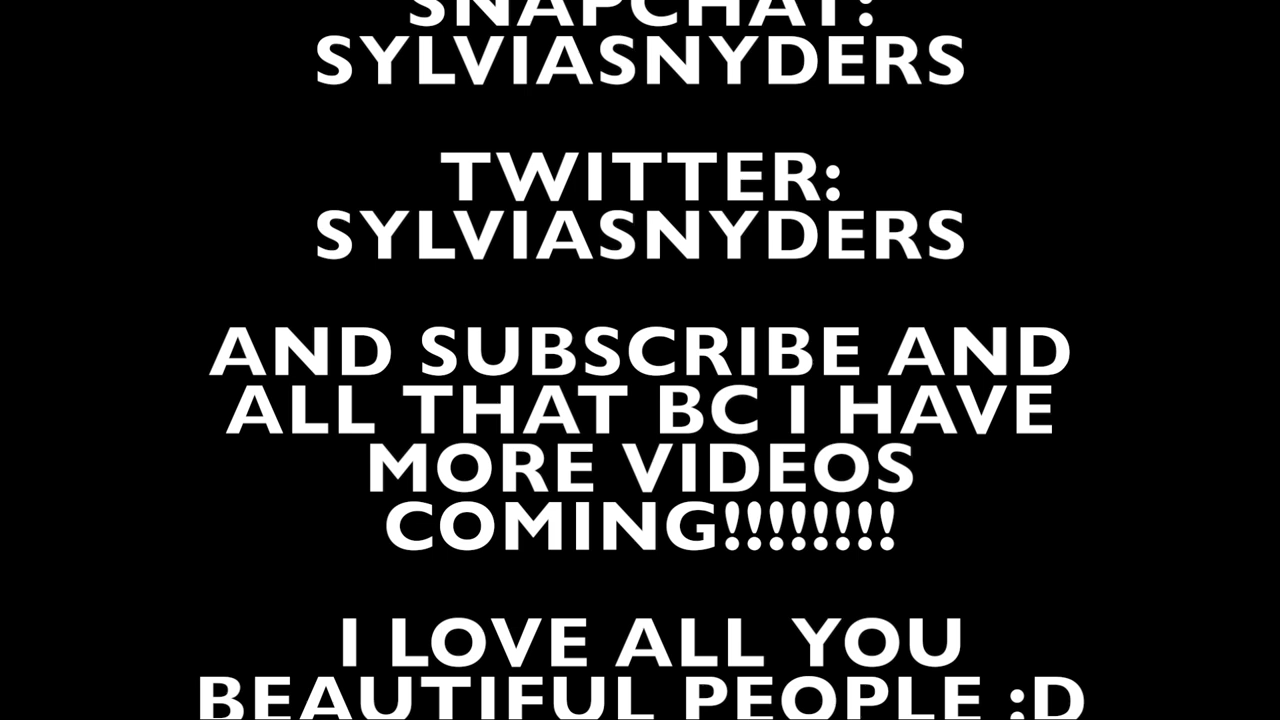 SNAPCHAT:
SYLVIASNYDERS
TWITTER:
SYLVIASNYDERS
AND SUBSCRIBE AND
ALL THAT BC I HAVE
MORE VIDEOS
COMING!!!!!!!!
I LOVE ALL YOU
BEAUTIFUL PEOPLE :D